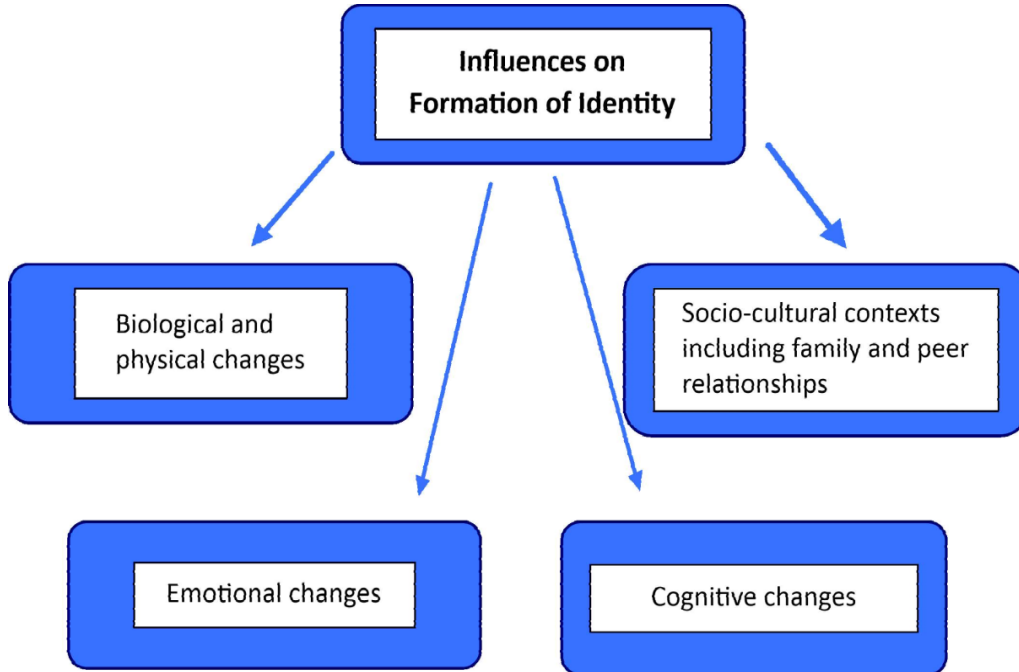 Influences on
Formation of Identity
Biological and
physical changes
Socio-cultural contexts
including family and peer
relationships
Emotional changes
Cognitive changes